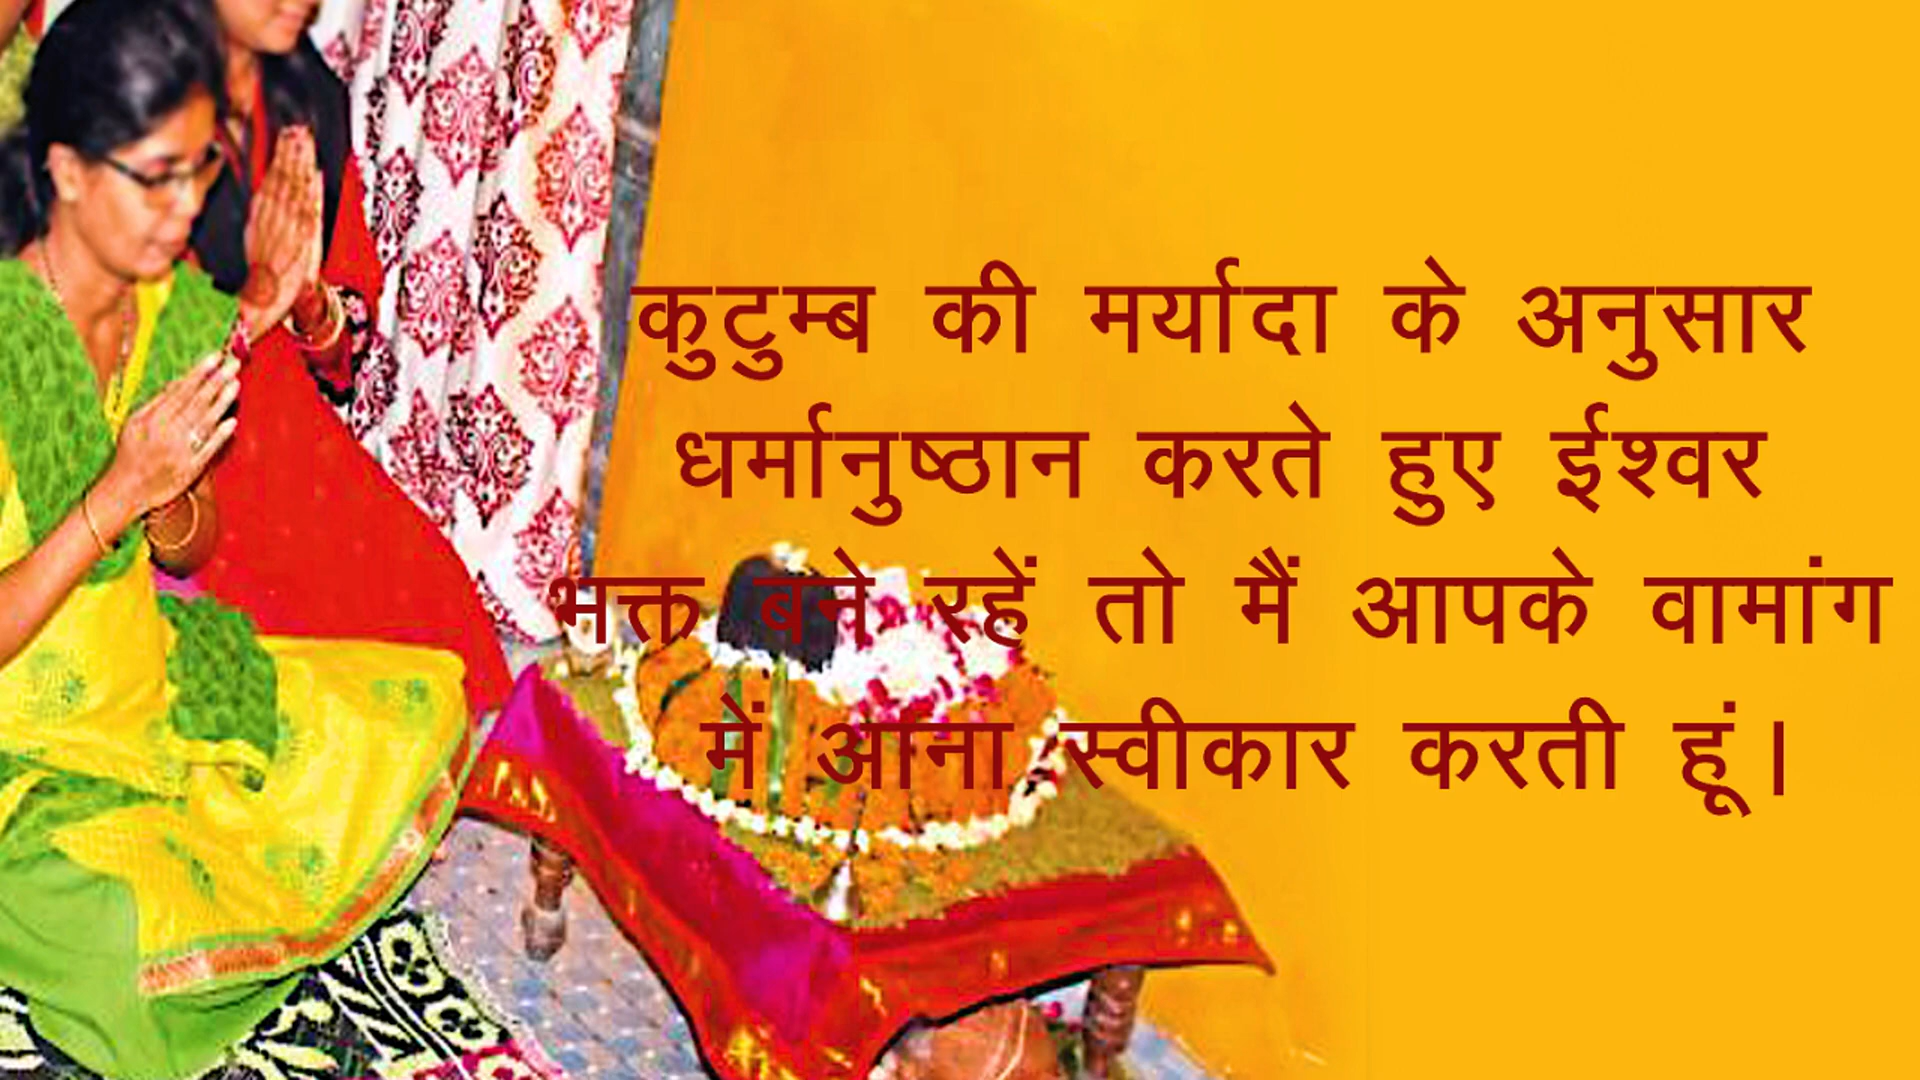 कुटुम्ब की मर्यादा के अनुसार
धर्मानुष्ठान करते हुए ईश्वर
भक्त बने रहें तो मैं आपके वामांग
में आना स्वीकार करती हूं।